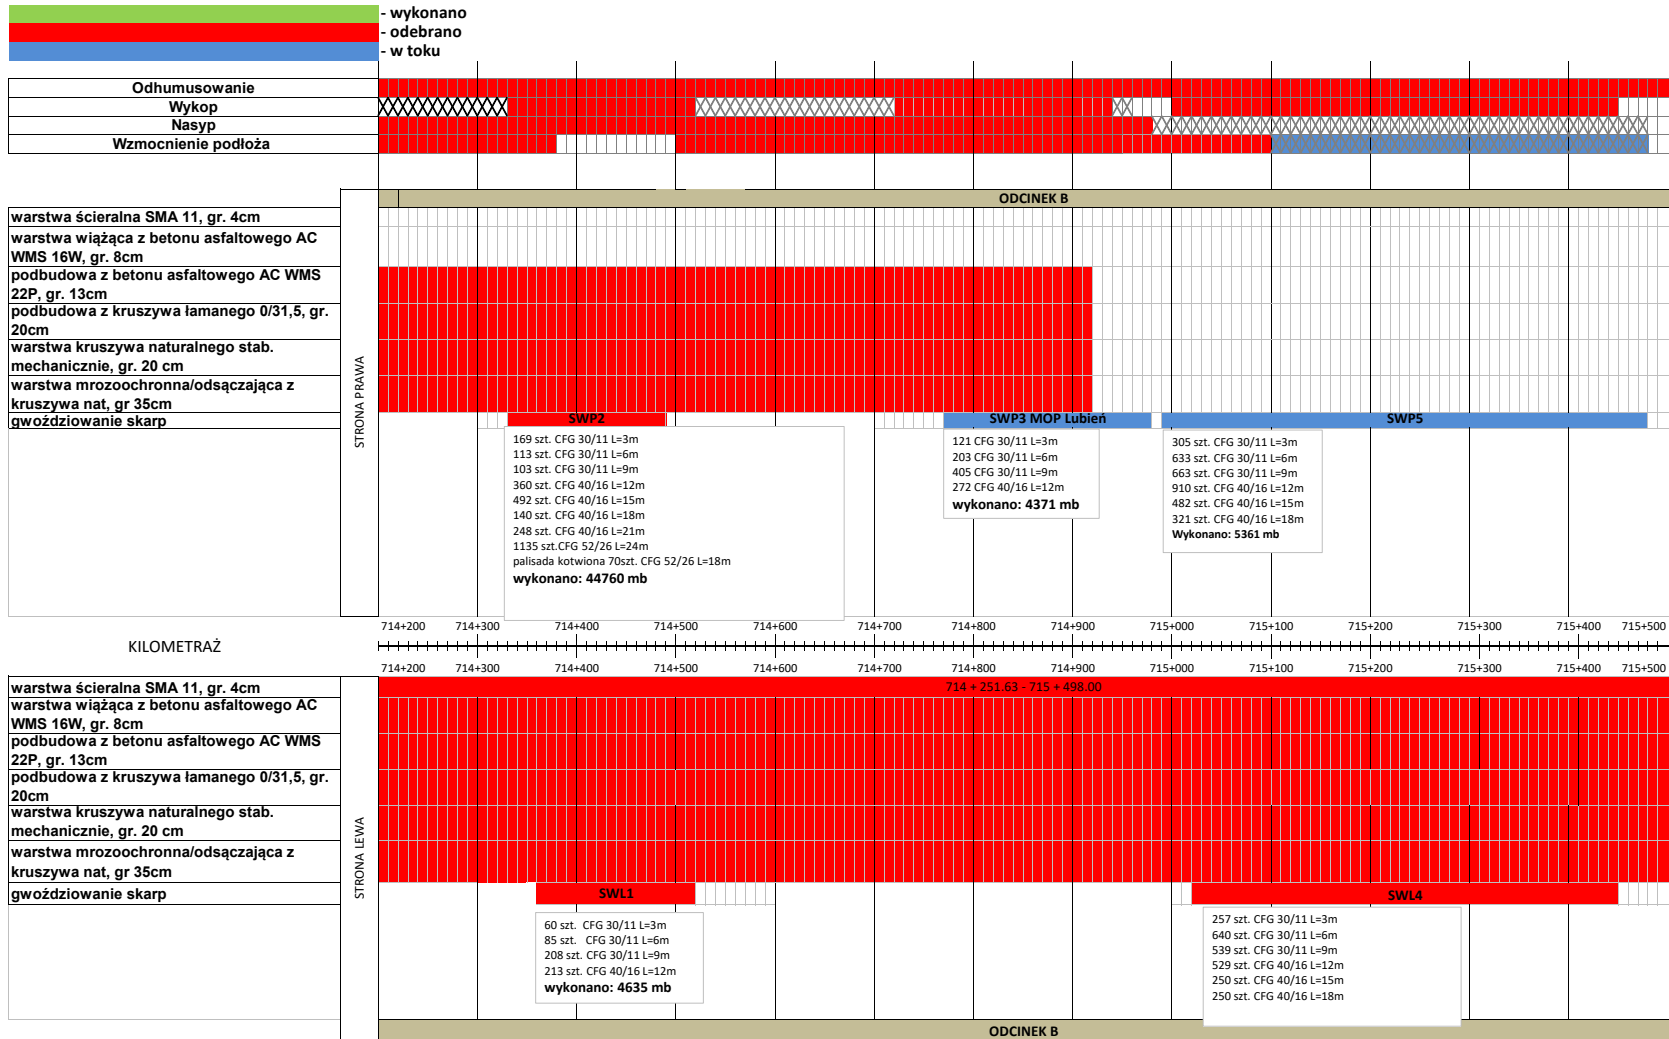 - wykonano
- odebrano
- w toku
Odhumusowanie
Wykop
Nasyp
Wzmocnienie podłoża
ODCINEK B
warstwa ścieralna SMA 11, gr. 4cm
warstwa wiążąca z betonu asfaltowego AC
WMS 16W, gr. 8cm
podbudowa z betonu asfaltowego AC WMS
22P, gr. 13cm
podbudowa z kruszywa łamanego 0/31,5, gr.
20cm
warstwa kruszywa naturalnego stab.
mechanicznie, gr. 20 cm
warstwa mrozoochronna/odsączająca z
kruszywa nat, gr 35cm
gwoździowanie skarp
STRONA PRAWA
SWP2
169 szt. CFG 30/11 L=3m
113 szt. CFG 30/11 L=6m
103 szt. CFG 30/11 L=9m
360 szt. CFG 40/16 L=12m
492 szt. CFG 40/16 L=15m
140 szt. CFG 40/16 L=18m
248 szt. CFG 40/16 L=21m
1135 szt.CFG 52/26 L=24m
palisada kotwiona 70szt. CFG 52/26 L=18m
wykonano: 44760 mb
SWP3 MOP Lubień
121 CFG 30/11 L=3m
203 CFG 30/11 L=6m
405 CFG 30/11 L=9m
272 CFG 40/16 L=12m
wykonano: 4371 mb
SWP5
305 szt. CFG 30/11 L=3m
633 szt. CFG 30/11 L=6m
663 szt. CFG 30/11 L=9m
910 szt. CFG 40/16 L=12m
482 szt. CFG 40/16 L=15m
321 szt. CFG 40/16 L=18m
Wykonano: 5361 mb
714+200 714+300 714+400 714+500 714+600 714+700 714+800 714+900 715+000 715+100 715+200 715+300 715+400 715+500
KILOMETRAŻ
714+200 714+300 714+400 714+500 714+600 714+700 714+800 714+900 715+000 715+100 715+200 715+300 715+400 715+500
warstwa ścieralna SMA 11, gr. 4cm
714 + 251.63 - 715 + 498.00
warstwa wiążąca z betonu asfaltowego AC
WMS 16W, gr. 8cm
podbudowa z betonu asfaltowego AC WMS
22P, gr. 13cm
podbudowa z kruszywa łamanego 0/31,5, gr.
20cm
warstwa kruszywa naturalnego stab.
mechanicznie, gr. 20 cm
warstwa mrozoochronna/odsączająca z
kruszywa nat, gr 35cm
gwoździowanie skarp
STRONA LEWA
SWL1
60 szt. CFG 30/11 L=3m
85 szt. CFG 30/11 L=6m
208 szt. CFG 30/11 L=9m
213 szt. CFG 40/16 L=12m
wykonano: 4635 mb
SWL4
257 szt. CFG 30/11 L=3m
640 szt. CFG 30/11 L=6m
539 szt. CFG 30/11 L=9m
529 szt. CFG 40/16 L=12m
250 szt. CFG 40/16 L=15m
250 szt. CFG 40/16 L=18m
ODCINEK B